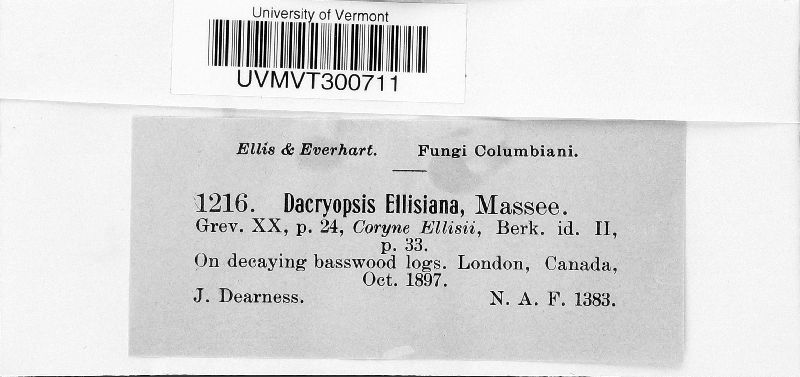 University of Vermont
UVMVT300711
Ellis & Everhart. Fungi Columbiani.
1216. Dacryopsis Ellisiana, Massee.
Grev. XX, p. 24, Coryne Ellisii, Berk. id. II,
p. 33.
On decaying basswood logs. London, Canada,
Oct. 1897.
J. Dearness. N. A. F. 1383.